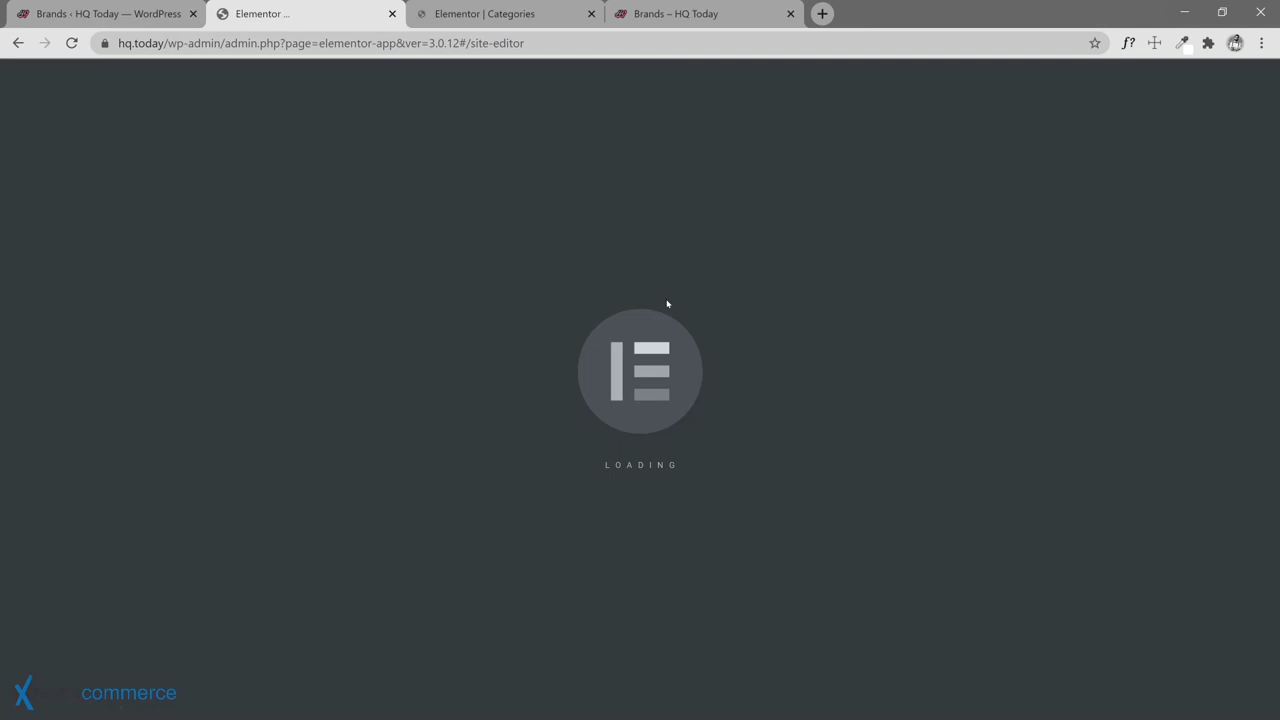 Brands ‹ HQ Today — WordPress
Elementor ...
Elementor | Categories
Brands – HQ Today
hq.today/wp-admin/admin.php?page=elementor-app&ver=3.0.12#/site-editor
f?
LOADING
commerce